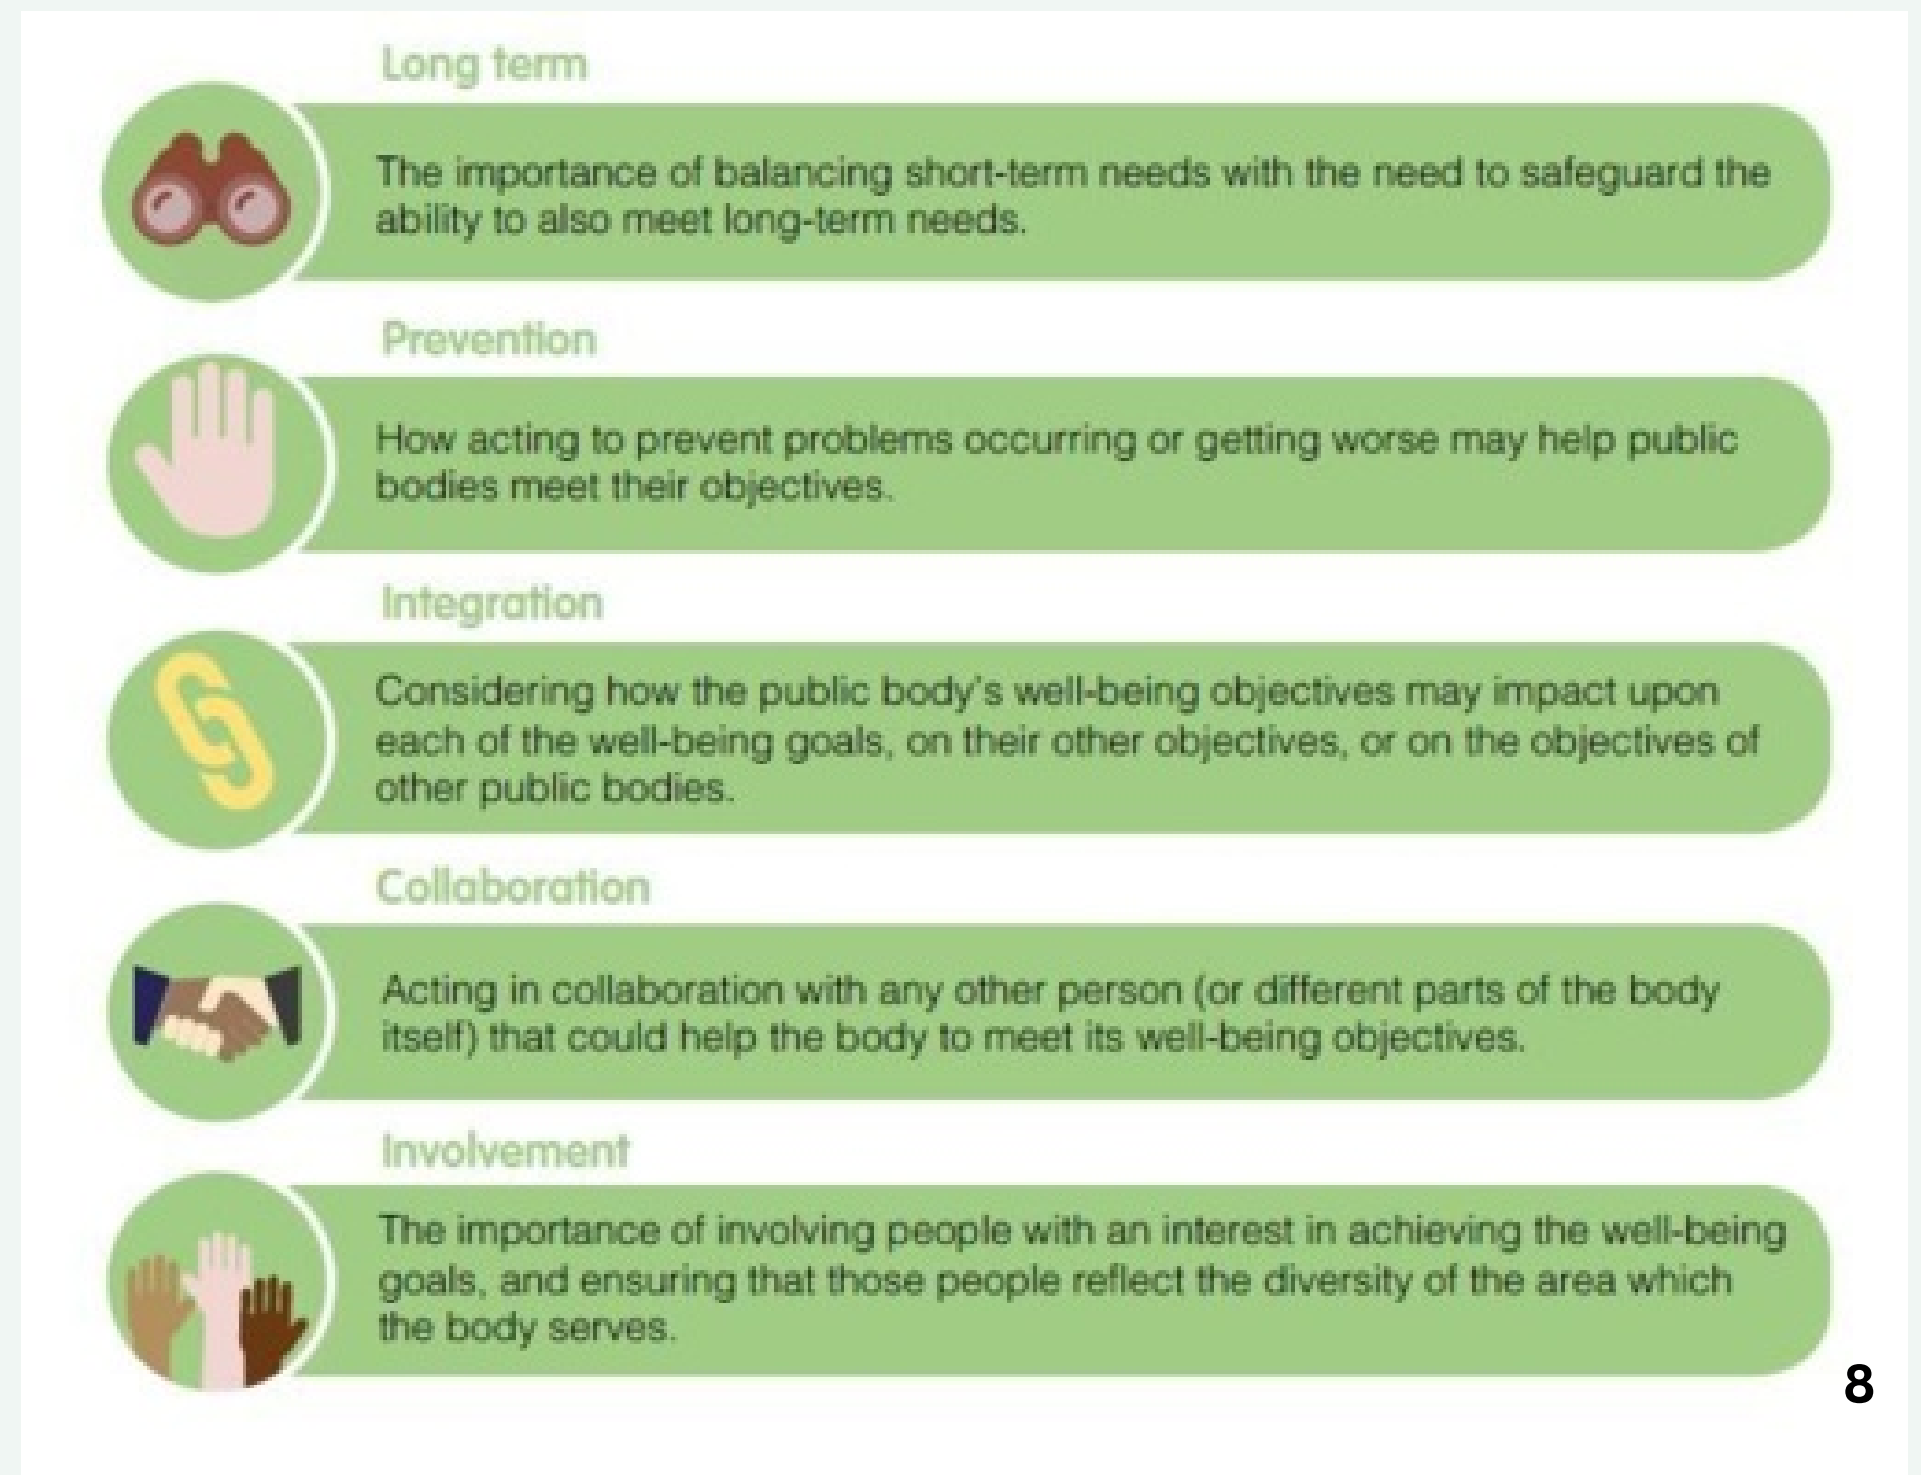 Long term
The importance of balancing short-term needs with the need to safeguard the
ability to also meet long-term needs.
Prevention
How acting to prevent problems occurring or getting worse may help public
bodies meet their objectives.
Integration
Considering how the public body's well-being objectives may impact upon
each of the well-being goals, on their other objectives, or on the objectives of
other public bodies.
Collaboration
Acting in collaboration with any other person (or different parts of the body
itself) that could help the body to meet its well-being objectives.
Involvement
The importance of involving people with an interest in achieving the well-being
goals, and ensuring that those people reflect the diversity of the area which
the body serves.
8